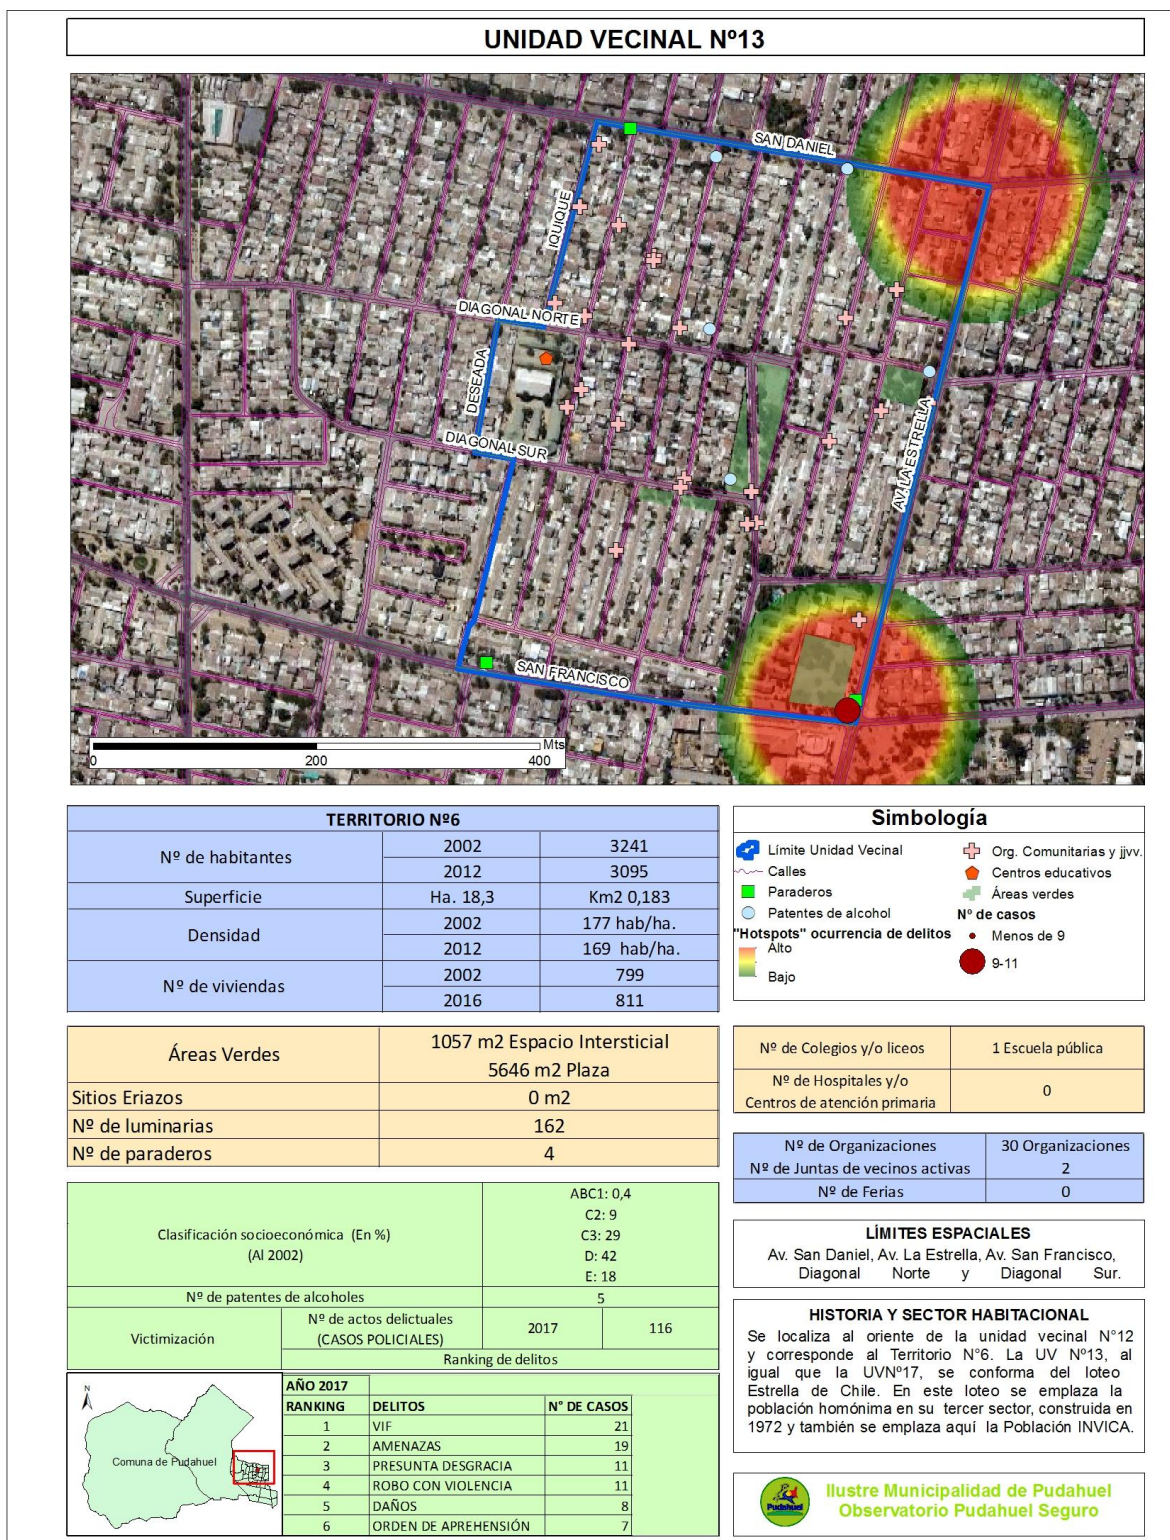 UNIDAD VECINAL Nº13
SAN DANIEL
IQUIQUE
DIAGONAL NORTE
DESEADA
DIAGONAL SUR
AV. LA ESTRELLA
SAN FRANCISCO
Mts
0 200 400
TERRITORIO Nº6
Nº de habitantes 2002 3241
2012 3095
Superficie Ha. 18,3 Km2 0,183
Densidad 2002 177 hab/ha.
2012 169 hab/ha.
Nº de viviendas 2002 799
2016 811
Simbología
Límite Unidad Vecinal
Calles
Paraderos
Patentes de alcohol
"Hotspots" ocurrencia de delitos
Alto
Bajo
Org. Comunitarias y jjvv.
Centros educativos
Áreas verdes
Nº de casos
Menos de 9
9-11
Áreas Verdes 1057 m2 Espacio Intersticial
5646 m2 Plaza
Sitios Eriazos 0 m2
Nº de luminarias 162
Nº de paraderos 4
Nº de Colegios y/o liceos 1 Escuela pública
Nº de Hospitales y/o
Centros de atención primaria 0
Nº de Organizaciones 30 Organizaciones
Nº de Juntas de vecinos activas 2
Nº de Ferias 0
Clasificación socioeconómica (En %)
(Al 2002)
ABC1: 0,4
C2: 9
C3: 29
D: 42
E: 18
Nº de patentes de alcoholes 5
Victimización Nº de actos delictuales
(CASOS POLICIALES) 2017 116
Ranking de delitos
LÍMITES ESPACIALES
Av. San Daniel, Av. La Estrella, Av. San Francisco,
Diagonal Norte y Diagonal Sur.
HISTORIA Y SECTOR HABITACIONAL
Se localiza al oriente de la unidad vecinal N°12
y corresponde al Territorio N°6. La UV Nº13, al
igual que la UVNº17, se conforma del loteo
Estrella de Chile. En este loteo se emplaza la
población homónima en su tercer sector, construida en
1972 y también se emplaza aquí la Población INVICA.
N
Comuna de Pudahuel
AÑO 2017
RANKING DELITOS N° DE CASOS
1 VIF 21
2 AMENAZAS 19
3 PRESUNTA DESGRACIA 11
4 ROBO CON VIOLENCIA 11
5 DAÑOS 8
6 ORDEN DE APREHENSIÓN 7
Pudahuel
Ilustre Municipalidad de Pudahuel
Observatorio Pudahuel Seguro